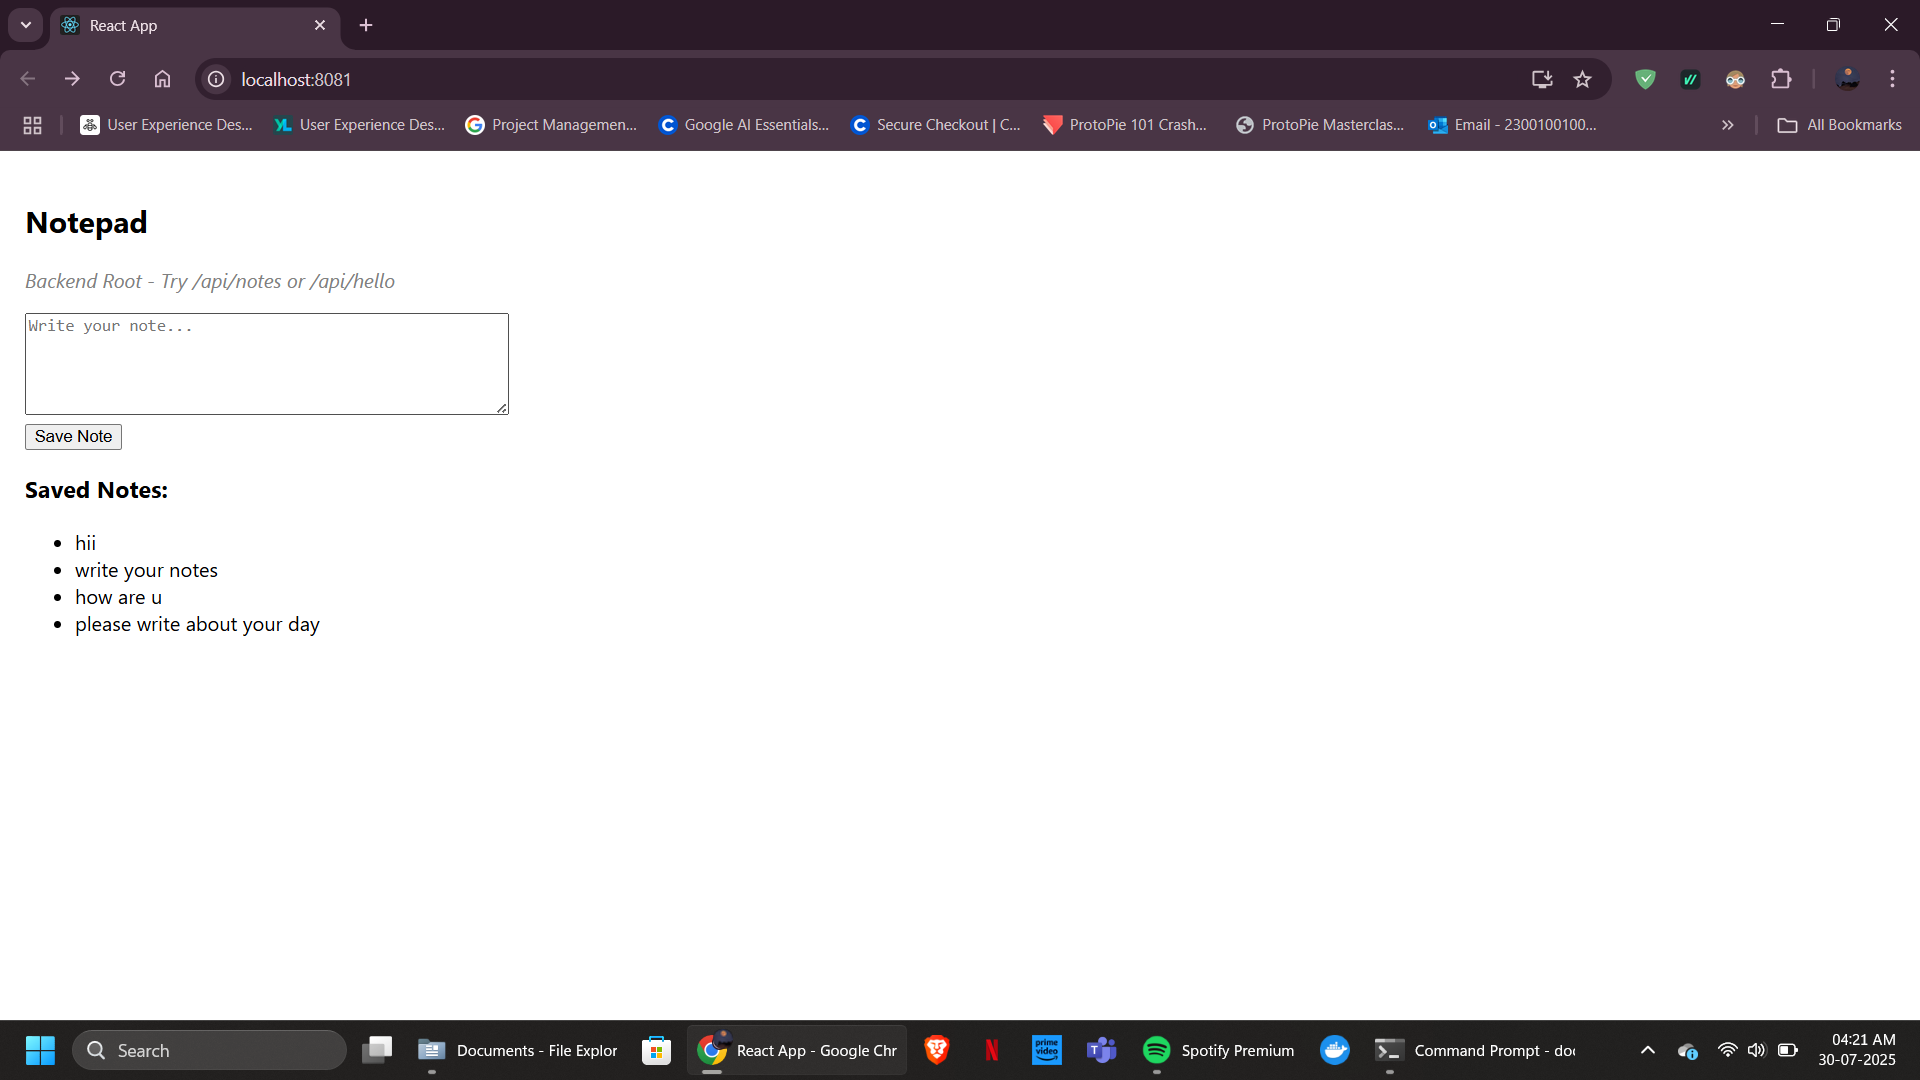 React App
localhost:8081
User Experience Des...
User Experience Des...
Project Managemen...
Google AI Essentials...
Secure Checkout | C...
ProtoPie 101 Crash...
ProtoPie Masterclas...
Email - 2300100100...
All Bookmarks
Notepad
Backend Root - Try /api/notes or /api/hello
Write your note...
Save Note
Saved Notes:
hii
write your notes
how are u
please write about your day
Search
Documents - File Explor
React App - Google Chr
prime video
Spotify Premium
Command Prompt - doc
04:21 AM
30-07-2025